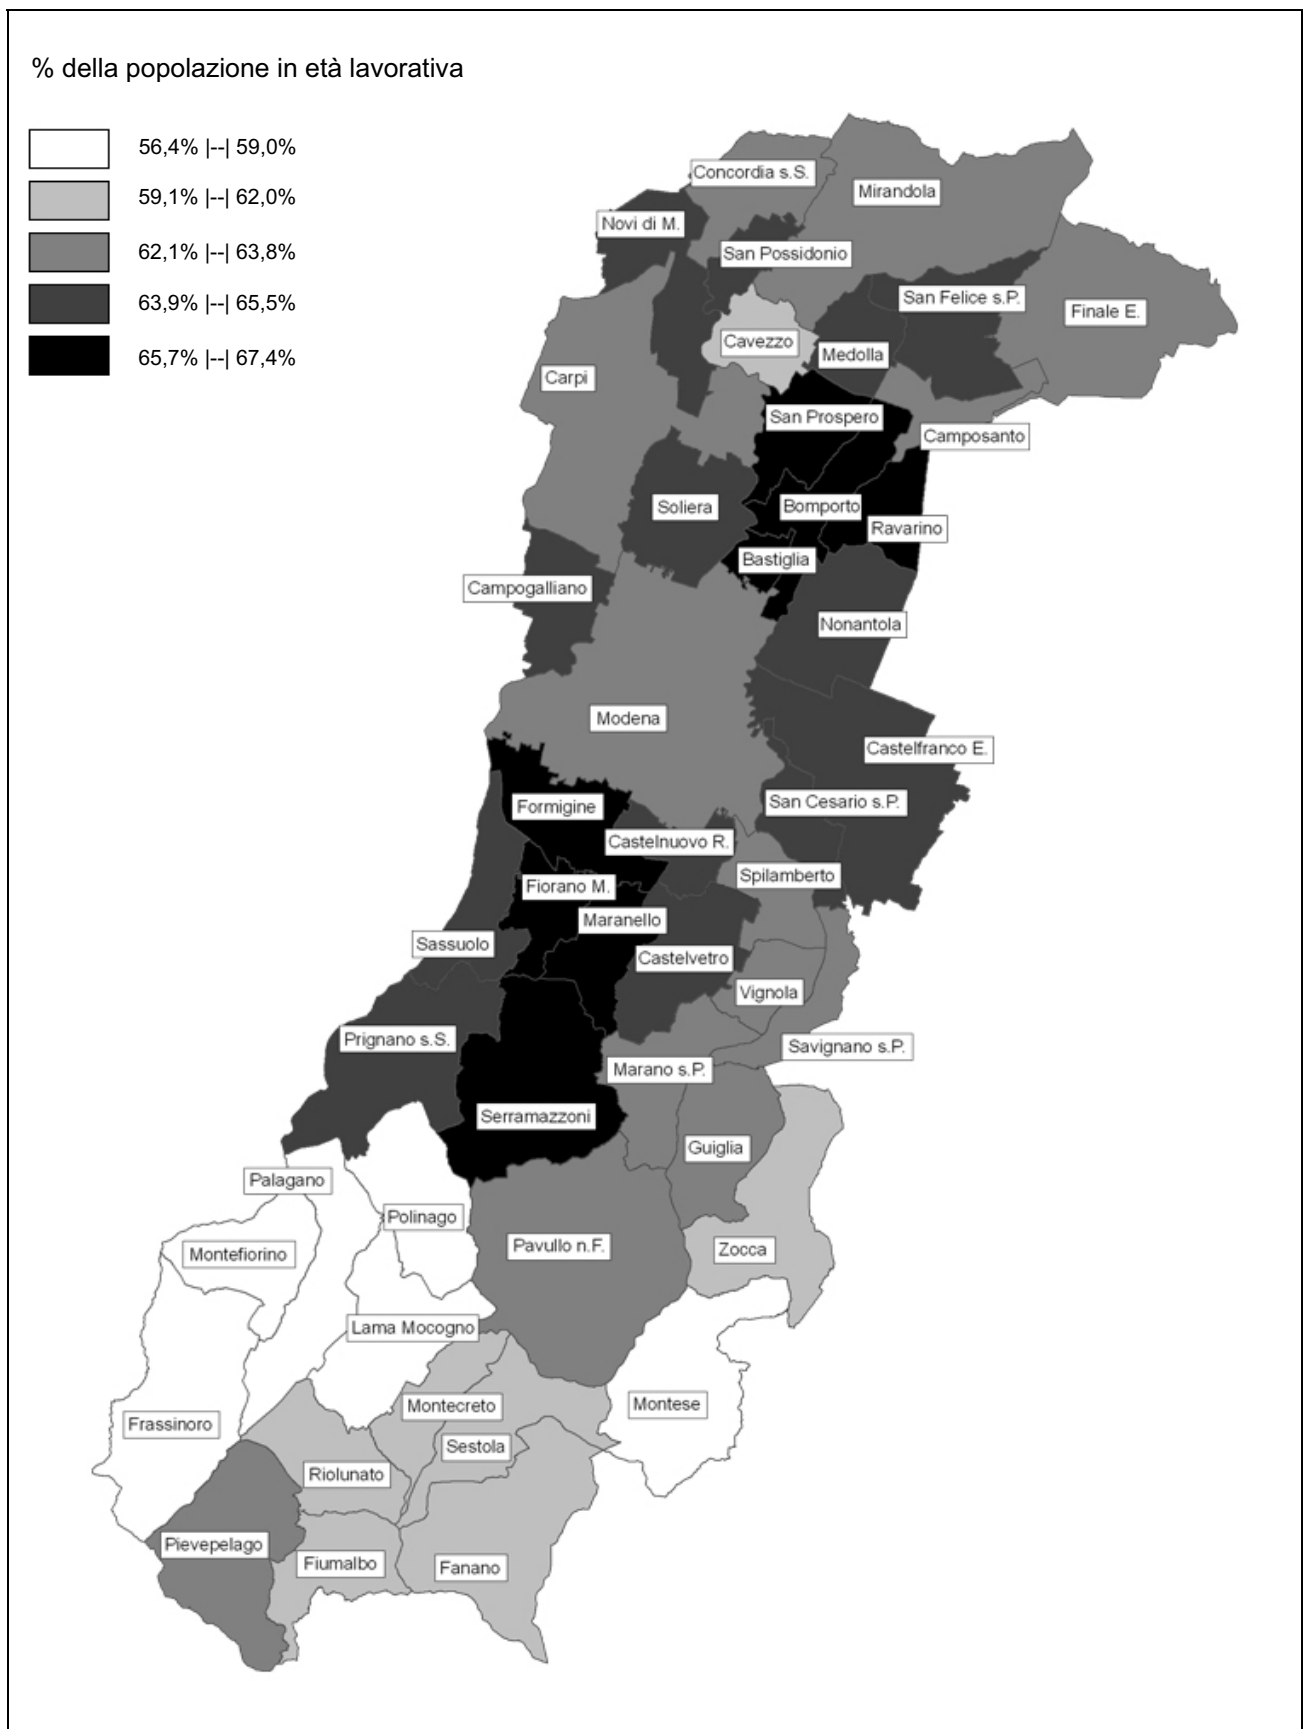 % della popolazione in età lavorativa
56,4% |--| 59,0%
59,1% |--| 62,0%
62,1% |--| 63,8%
63,9% |--| 65,5%
65,7% |--| 67,4%
Concordia s.S.
Mirandola
Novi di M.
San Possidonio
San Felice s.P.
Finale E.
Cavezzo
Medolla
Carpi
San Prospero
Camposanto
Soliera
Bomporto
Ravarino
Bastiglia
Campogalliano
Nonantola
Modena
Castelfranco E.
San Cesario s.P.
Formigine
Castelnuovo R.
Spilamberto
Fiorano M.
Maranello
Sassuolo
Castelvetro
Vignola
Prignano s.S.
Savignano s.P.
Marano s.P.
Serramazzoni
Guiglia
Palagano
Polinago
Pavullo n.F.
Zocca
Montefiorino
Lama Mocogno
Montese
Montecreto
Frassinoro
Sestola
Riolunato
Pievepelago
Fiumalbo
Fanano